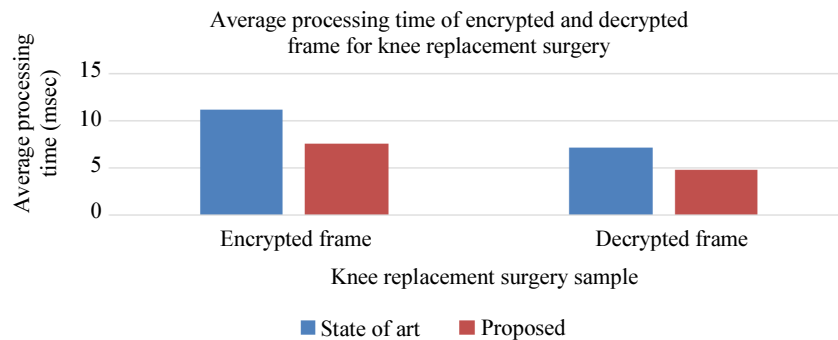 Average processing time of encrypted and decrypted
frame for knee replacement surgery
Average processing
time (msec)
15
10
5
0
Encrypted frame
Decrypted frame
Knee replacement surgery sample
State of art
Proposed